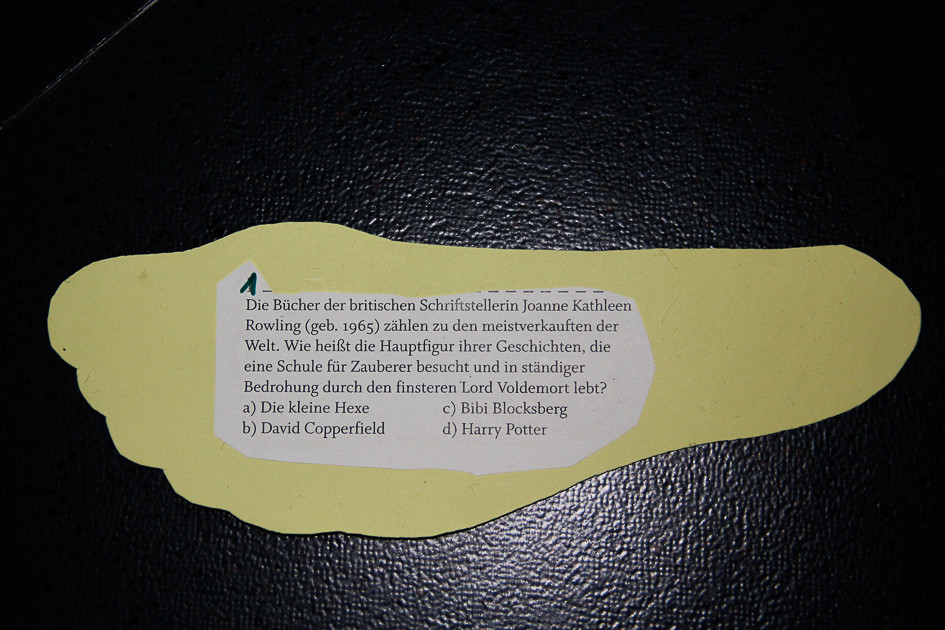 1
Die Bücher der britischen Schriftstellerin Joanne Kathleen
Rowling (geb. 1965) zählen zu den meistverkauften der
Welt. Wie heißt die Hauptfigur ihrer Geschichten, die
eine Schule für Zauberer besucht und in ständiger
Bedrohung durch den finsteren Lord Voldemort lebt?
a) Die kleine Hexe c) Bibi Blocksberg
b) David Copperfield d) Harry Potter